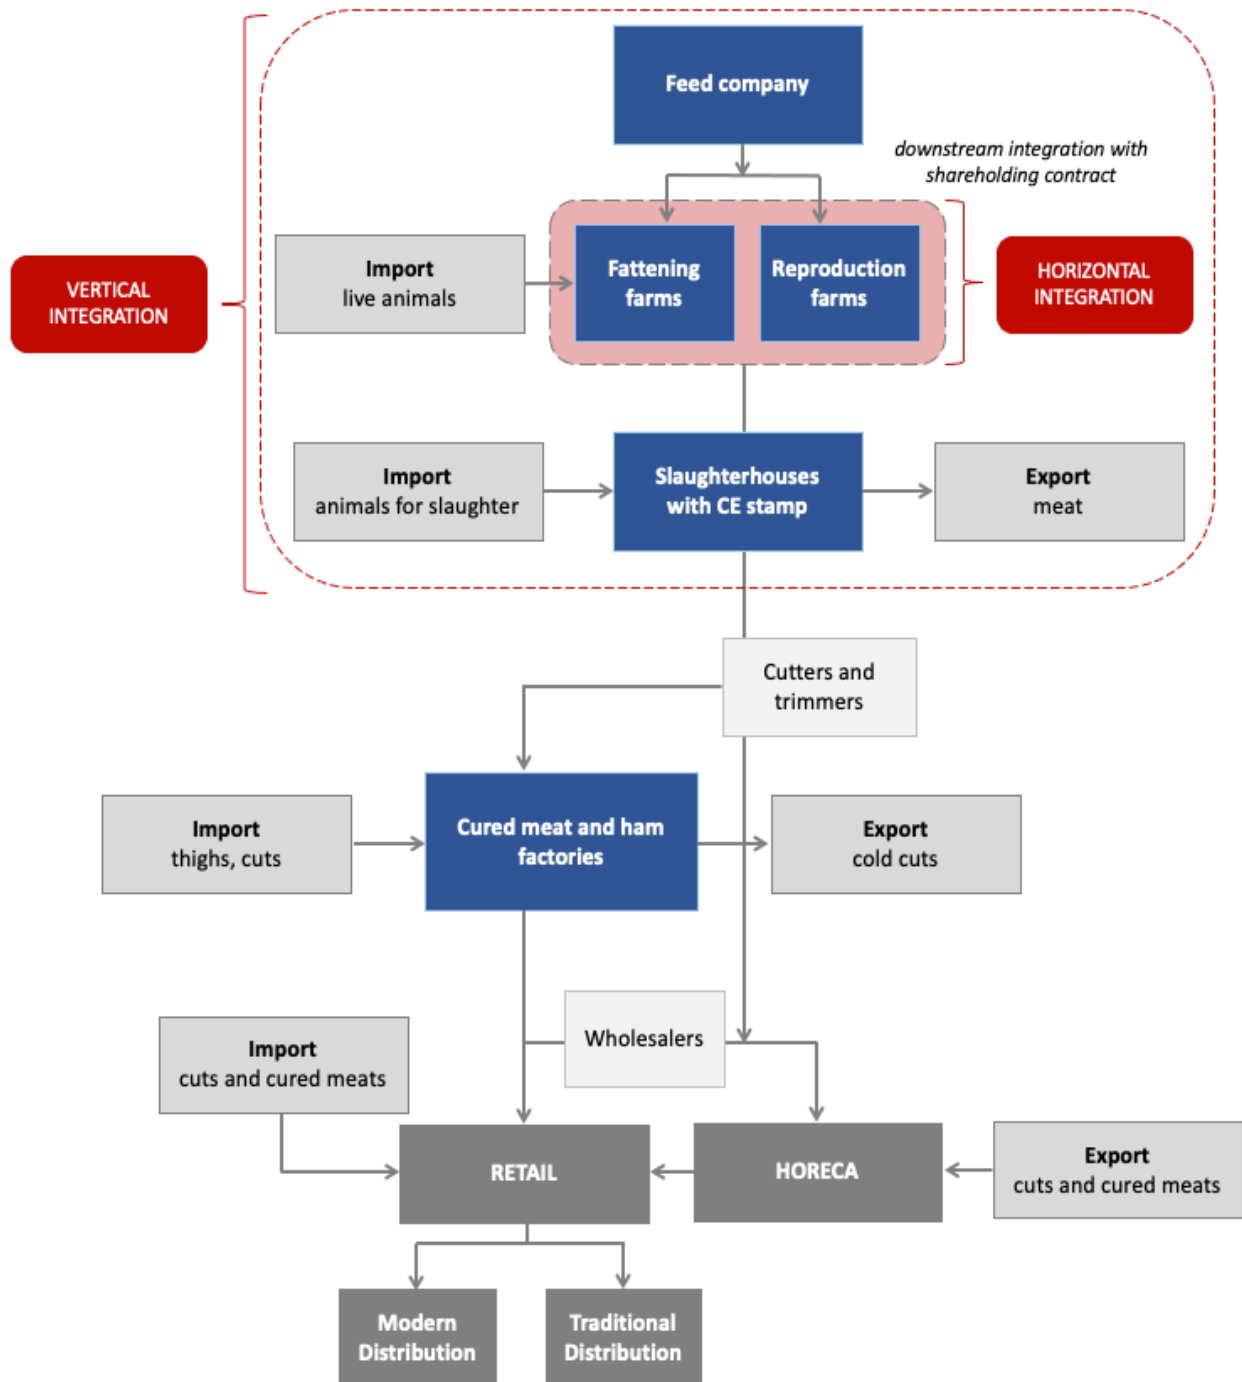 Feed company
downstream integration with
shareholding contract
Import
live animals
Fattening
farms
Reproduction
farms
HORIZONTAL
INTEGRATION
VERTICAL
INTEGRATION
Import
animals for slaughter
Slaughterhouses
with CE stamp
Export
meat
Cutters and
trimmers
Import
thighs, cuts
Cured meat and ham
factories
Export
cold cuts
Wholesalers
Import
cuts and cured meats
RETAIL
HORECA
Export
cuts and cured meats
Modern
Distribution
Traditional
Distribution